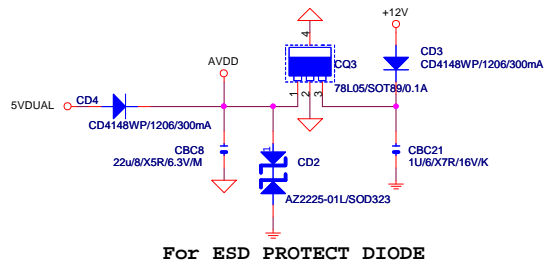 +12V
4
CQ3
CD3
CD4148WP/1206/300mA
AVDD
78L05/SOT89/0.1A
5VDUAL
CD4
1
2
3
CD4148WP/1206/300mA
CBC8
22u/8/X5R/6.3V/M
1
CD2
CBC21
1U/6/X7R/16V/K
AZ2225-01L/SOD323
For ESD PROTECT DIODE